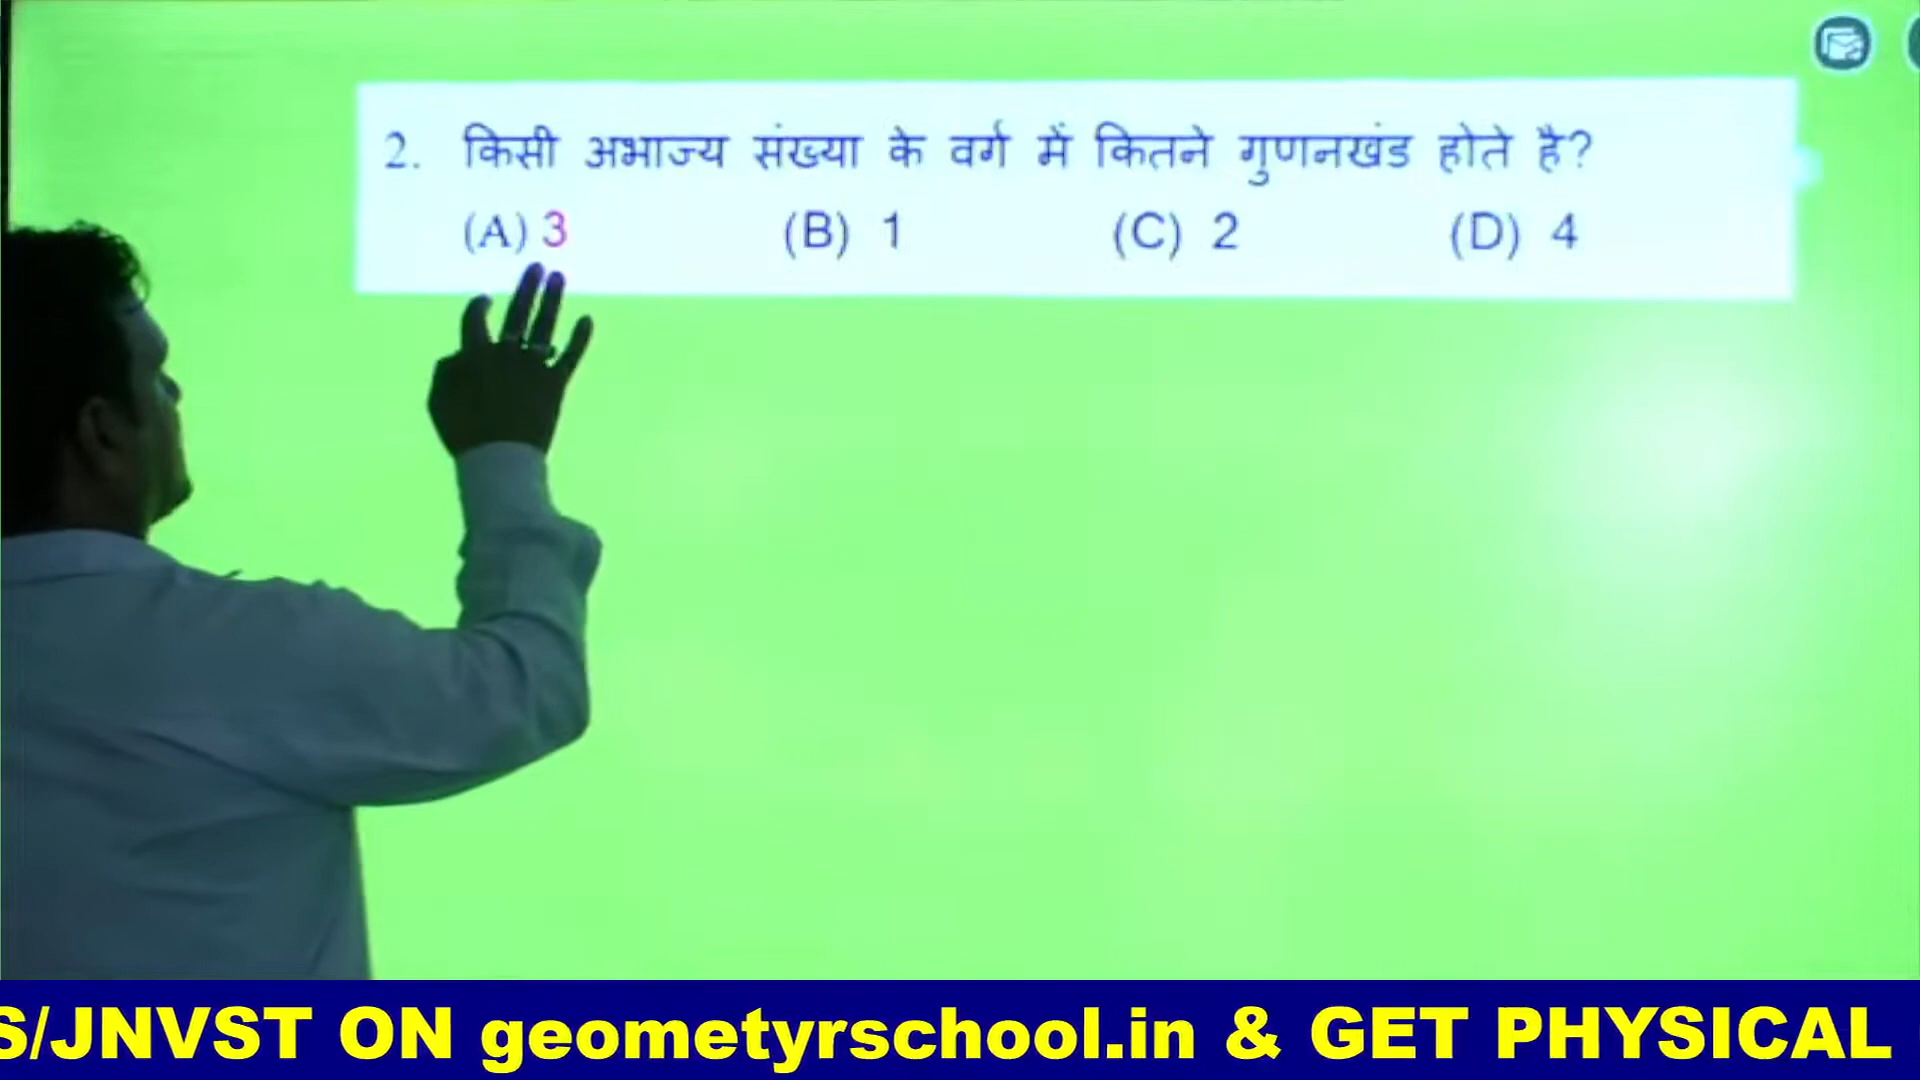 2. किसी अभाज्य संख्या के वर्ग में कितने गुणनखंड होते है?
(A) 3 (B) 1 (C) 2 (D) 4
S/JNVST ON geometyrschool.in & GET PHYSICAL